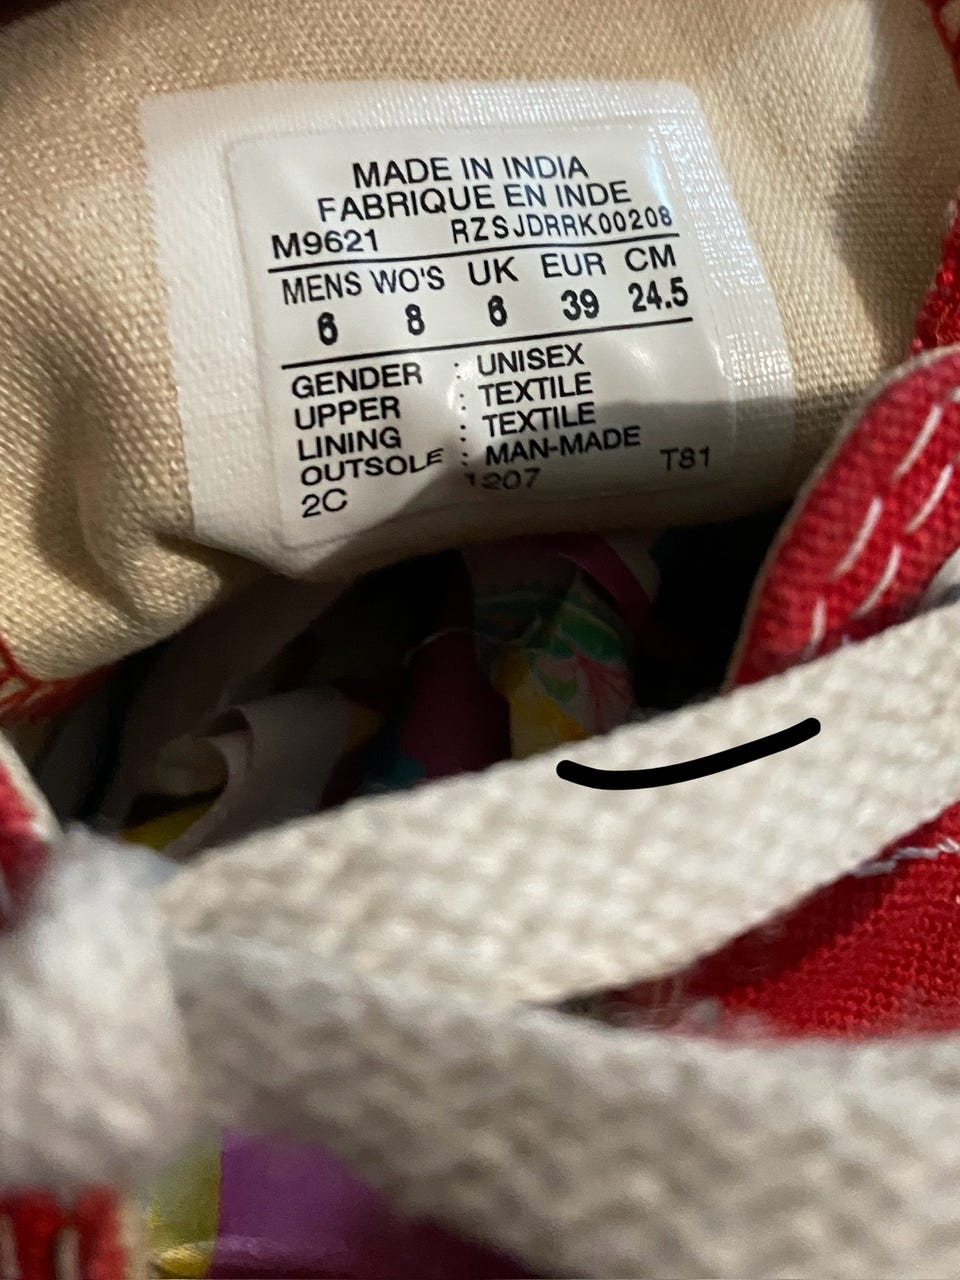 MADE IN INDIA
FABRIQUE EN INDE
M9621 RZSJDRRK00208
MENS WO'S UK EUR CM
6 8 6 39 24.5
GENDER : UNISEX
UPPER : TEXTILE
LINING : TEXTILE
OUTSOLE : MAN-MADE
2C 1207 T81